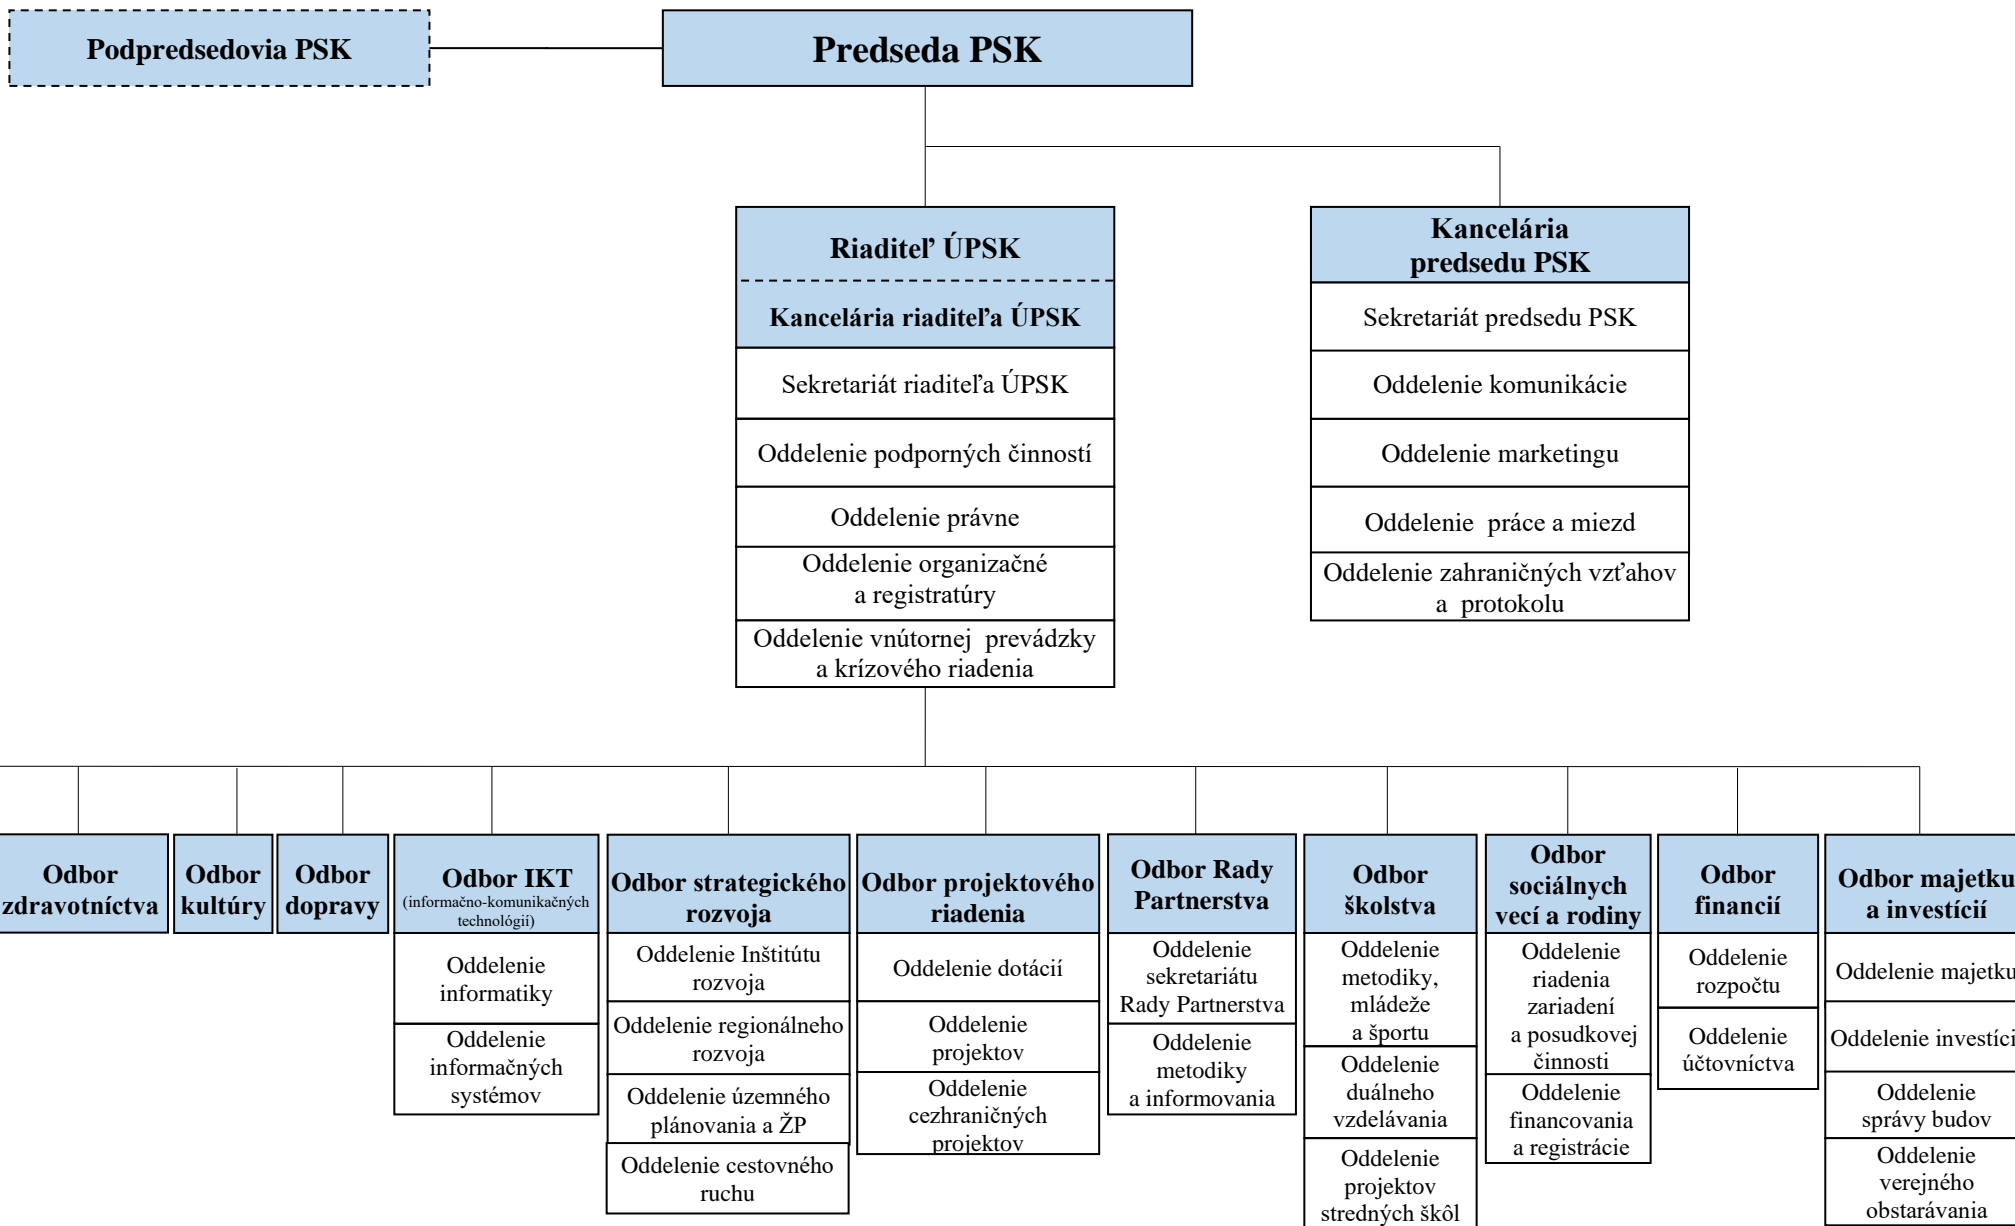 Podpredsedovia PSK
Predseda PSK
Riaditeľ ÚPSK
Kancelária riaditeľa ÚPSK
Sekretariát riaditeľa ÚPSK
Oddelenie podporných činností
Oddelenie právne
Oddelenie organizačné
a registratúry
Oddelenie vnútornej prevádzky
a krízového riadenia
Kancelária
predsedu PSK
Sekretariát predsedu PSK
Oddelenie komunikácie
Oddelenie marketingu
Oddelenie práce a miezd
Oddelenie zahraničných vzťahov
a protokolu
Odbor
zdravotníctva
Odbor
kultúry
Odbor
dopravy
Odbor IKT
(informačno-komunikačných
technológií)
Oddelenie
informatiky
Oddelenie
informačných
systémov
Odbor strategického
rozvoja
Oddelenie Inštitútu
rozvoja
Oddelenie regionálneho
rozvoja
Oddelenie územného
plánovania a ŽP
Oddelenie cestovného
ruchu
Odbor projektového
riadenia
Oddelenie dotácií
Oddelenie
projektov
Oddelenie
cezhraničných
projektov
Odbor Rady
Partnerstva
Oddelenie
sekretariátu
Rady Partnerstva
Oddelenie
metodiky
a informovania
Odbor
školstva
Oddelenie
metodiky,
mládeže
a športu
Oddelenie
duálneho
vzdelávania
Oddelenie
projektov
stredných škôl
Odbor
sociálnych
vecí a rodiny
Oddelenie
riadenia
zariadení
a posudkovej
činnosti
Oddelenie
financovania
a registrácie
Odbor
financií
Oddelenie
rozpočtu
Oddelenie
účtovníctva
Odbor majetku
a investícií
Oddelenie majetku
Oddelenie investíci
Oddelenie
správy budov
Oddelenie
verejného
obstarávania